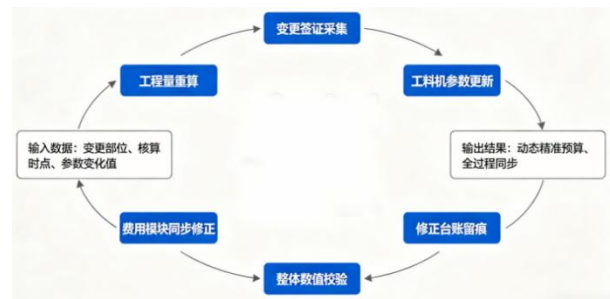 变更签证采集
工程量重算
工料机参数更新
输入数据：变更部位、核算
时点、参数变化值
输出结果：动态精准预算、
全过程同步
费用模块同步修正
修正台账留痕
整体数值校验